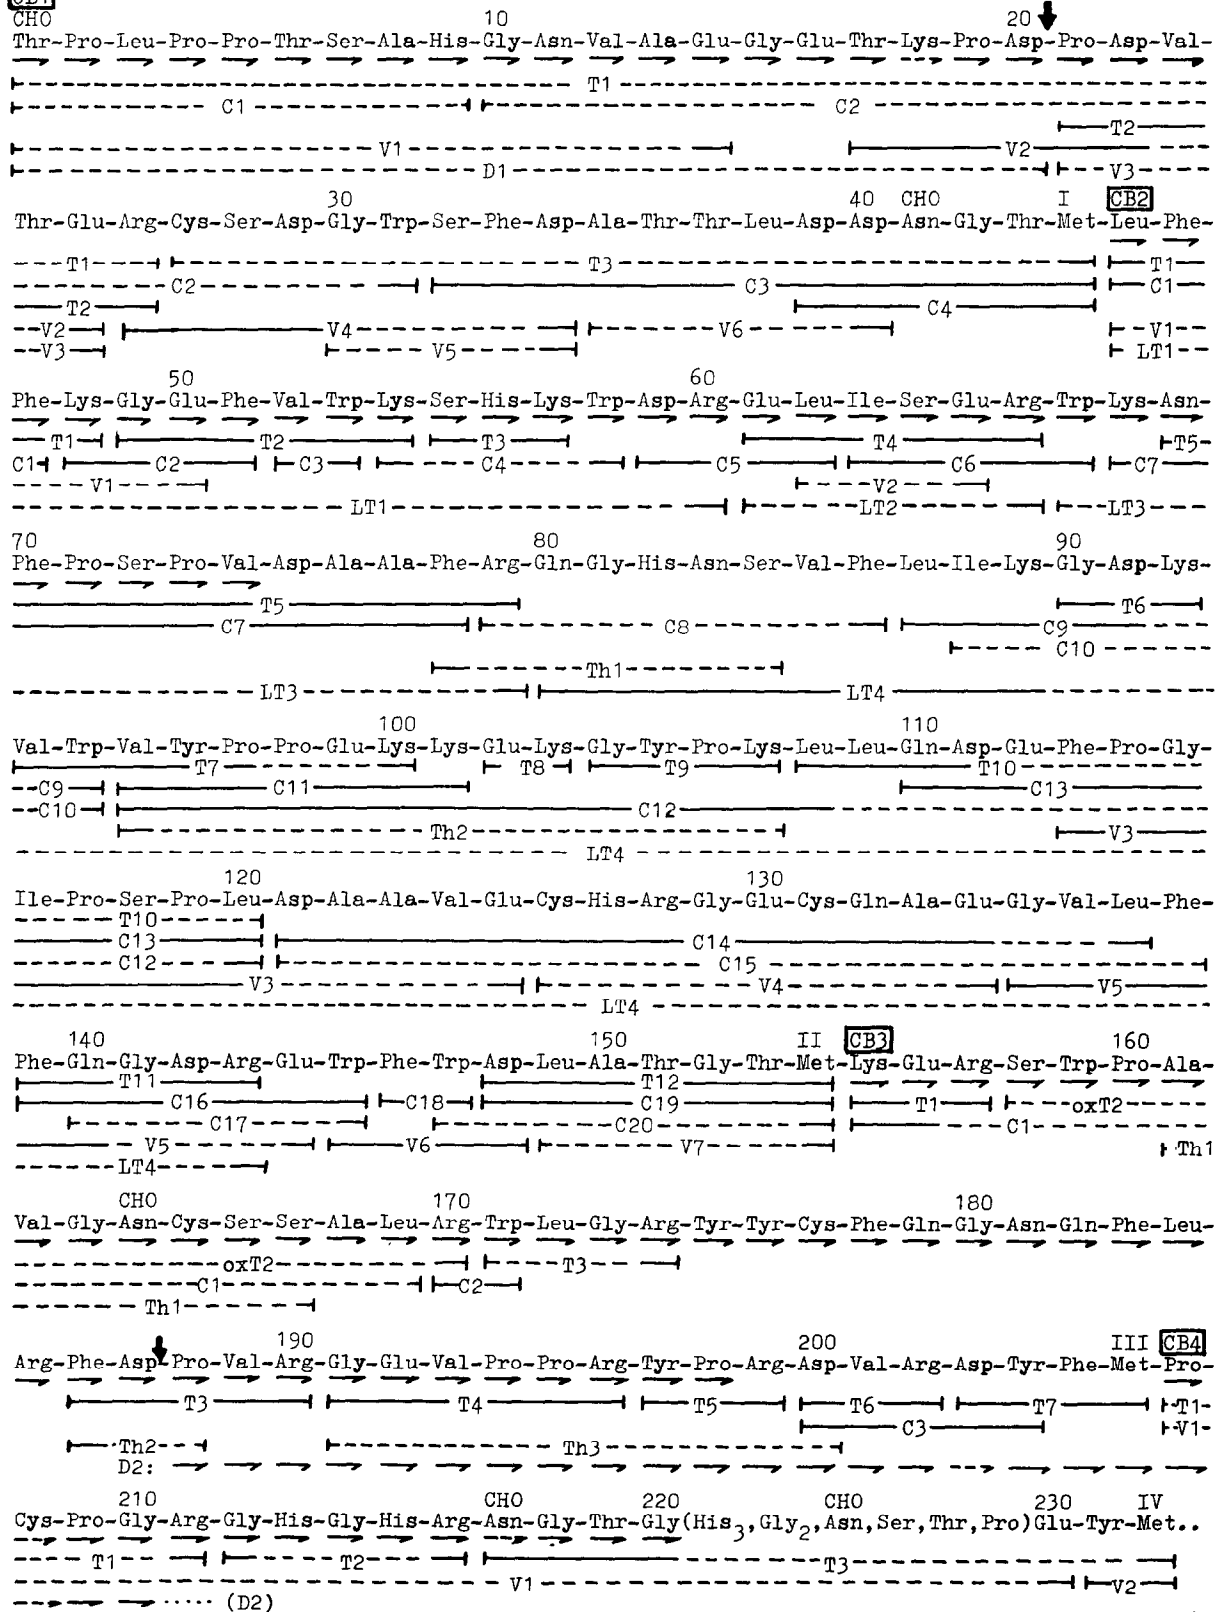 CB1
CHO 10 20
Thr-Pro-Leu-Pro-Pro-Thr-Ser-Ala-His-Gly-Asn-Val-Ala-Glu-Gly-Glu-Thr-Lys-Pro-Asp-Pro-Asp-Val-
T1
C1 C2
T2
V1 V2
D1 V3
30 40 CHO I CB2
Thr-Glu-Arg-Cys-Ser-Asp-Gly-Trp-Ser-Phe-Asp-Ala-Thr-Thr-Leu-Asp-Asp-Asn-Gly-Thr-Met-Leu-Phe-
T1 T3 T1
C2 C3 C1
T2 C4
V2 V4 V6 V1
V3 V5 LT1
50 60
Phe-Lys-Gly-Glu-Phe-Val-Trp-Lys-Ser-His-Lys-Trp-Asp-Arg-Glu-Leu-Ile-Ser-Glu-Arg-Trp-Lys-Asn-
T1 T2 T3 T4 T5
C1 C2 C3 C4 C5 C6 C7
V1 V2
LT1 LT2 LT3
70 80 90
Phe-Pro-Ser-Pro-Val-Asp-Ala-Ala-Phe-Arg-Gln-Gly-His-Asn-Ser-Val-Phe-Leu-Ile-Lys-Gly-Asp-Lys-
T5 T6
C7 C8 C9
C10
Th1
LT3 LT4
100 110
Val-Trp-Val-Tyr-Pro-Pro-Glu-Lys-Lys-Glu-Lys-Gly-Tyr-Pro-Lys-Leu-Leu-Gln-Asp-Glu-Phe-Pro-Gly-
T7 T8 T9 T10
C9 C11 C13
C10 C12
Th2 V3
LT4
120 130
Ile-Pro-Ser-Pro-Leu-Asp-Ala-Ala-Val-Glu-Cys-His-Arg-Gly-Glu-Cys-Gln-Ala-Glu-Gly-Val-Leu-Phe-
T10
C13 C14
C12 C15
V3 V4 V5
LT4
140 150 II CB3 160
Phe-Gln-Gly-Asp-Arg-Glu-Trp-Phe-Trp-Asp-Leu-Ala-Thr-Gly-Thr-Met-Lys-Glu-Arg-Ser-Trp-Pro-Ala-
T11 T12 T1 oxT2
C16 C18 C19 C1
C17 C20
V5 V6 V7 Th1
LT4
CHO 170 180
Val-Gly-Asn-Cys-Ser-Ser-Ala-Leu-Arg-Trp-Leu-Gly-Arg-Tyr-Tyr-Cys-Phe-Gln-Gly-Asn-Gln-Phe-Leu-
oxT2 T3
C1 C2
Th1
190 200 III CB4
Arg-Phe-Asp-Pro-Val-Arg-Gly-Glu-Val-Pro-Pro-Arg-Tyr-Pro-Arg-Asp-Val-Arg-Asp-Tyr-Phe-Met-Pro-
T3 T4 T5 T6 T7 T1
C3 V1
Th2 Th3
D2:
210 CHO 220 CHO 230 IV
Cys-Pro-Gly-Arg-Gly-His-Gly-His-Arg-Asn-Gly-Thr-Gly(His3,Gly2,Asn,Ser,Thr,Pro)Glu-Tyr-Met..
T1 T2 T3
V1 V2
(D2)